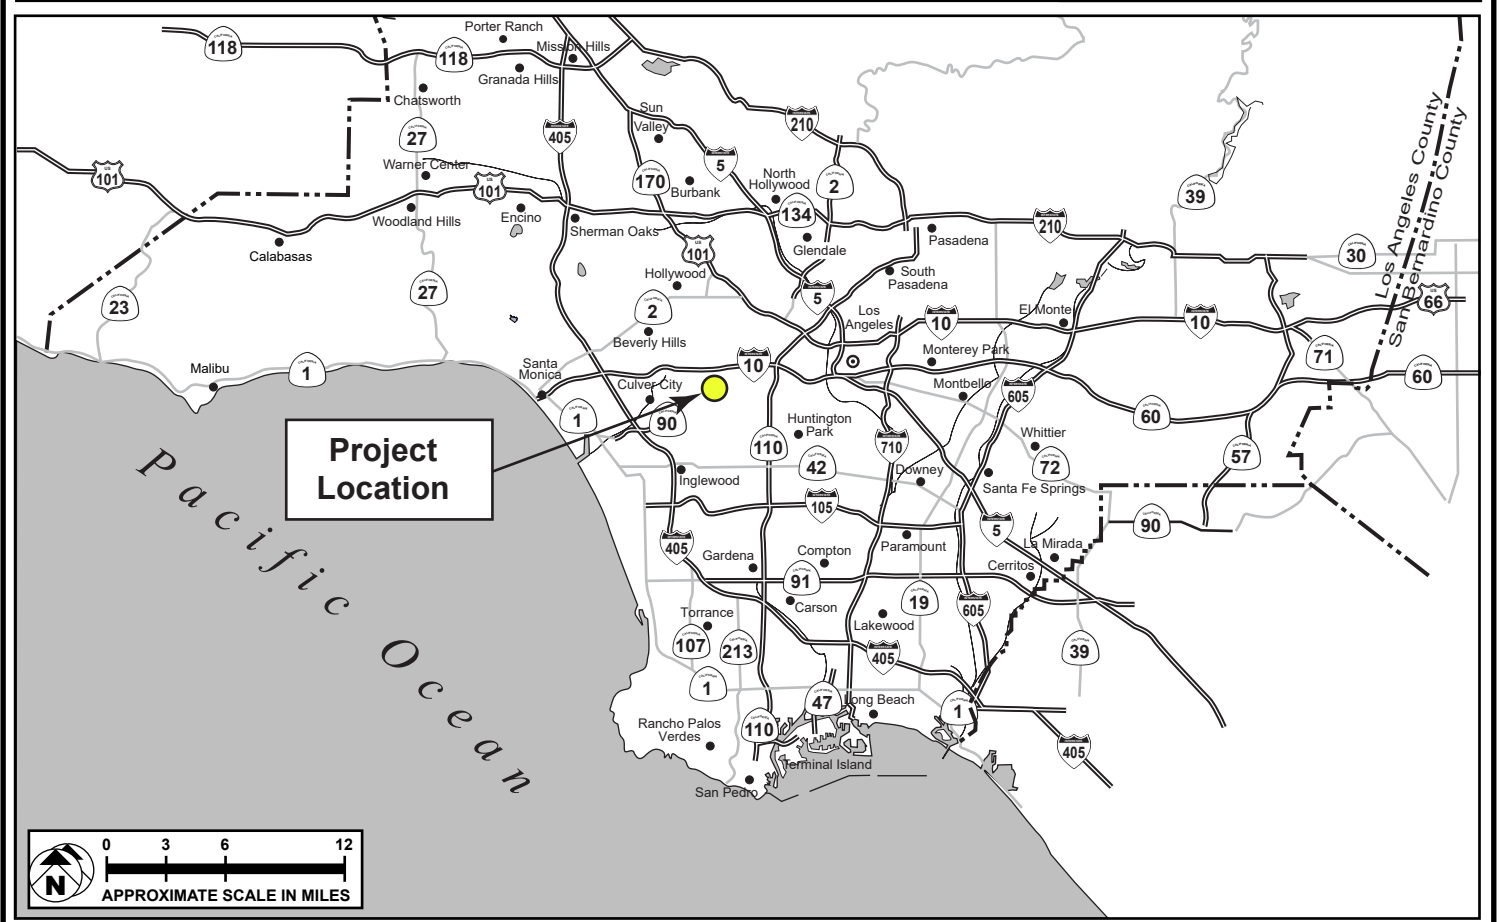 Porter Ranch
118
118
Mission Hills
Granada Hills
Chatsworth
Sun
Valley
210
27
405
5
Warner Center
US
101
US
101
170
Burbank
North
Hollywood
2
39
134
Woodland Hills
Encino
Sherman Oaks
Glendale
Pasadena
210
Calabasas
US
101
30
Los Angeles County
San Bernardino County
Hollywood
South
Pasadena
23
27
2
5
Los
Angeles
10
El Monte
10
US
66
Beverly Hills
Malibu
1
Santa
Monica
10
Monterey Park
71
60
Culver City
Montbello
605
1
90
60
Project
Location
110
Huntington
Park
710
Whittier
57
42
72
Inglewood
Downey
Santa Fe Springs
105
5
90
405
Paramount
La Mirada
Gardena
Compton
Cerritos
91
Carson
19
605
Torrance
Lakewood
107
213
405
39
1
47
Long Beach
1
Rancho Palos
Verdes
110
405
Terminal Island
San Pedro
Pacific Ocean
0 3 6 12
N
APPROXIMATE SCALE IN MILES